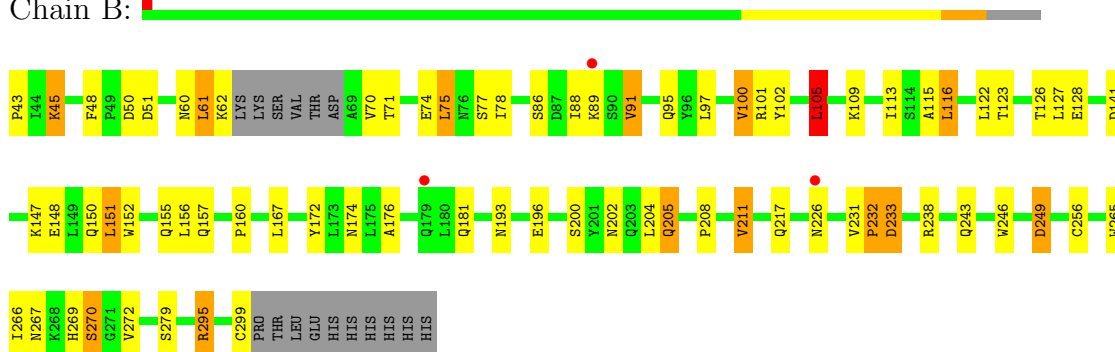 Chain B:
P43 I44 K45 F48 P49 D50 D51 N60 L61 K62 LYS LYS SER VAL THR ASP A69 V70 T71 E74 L75 N76 S77 I78 S86 D87 I88 K89 S90 V91 Q95 Y96 L97 V100 R101 Y102 L105 K109 I113 S114 A115 L116 L122 T123 T126 L127 E128
K147 E148 L149 Q150 L151 W152 Q155 L156 Q157 P160 L167 Y172 L173 N174 L175 A176 Q179 L180 Q181 N193 E196 S200 Y201 N202 Q203 L204 Q205 P208 V211 Q217 N226 V231 P232 D233 R238 Q243 W246 D249 C256
I266 N267 K268 H269 S270 G271 V272 S279 R295 C299 PRO THR LEU GLU HIS HIS HIS HIS HIS HIS